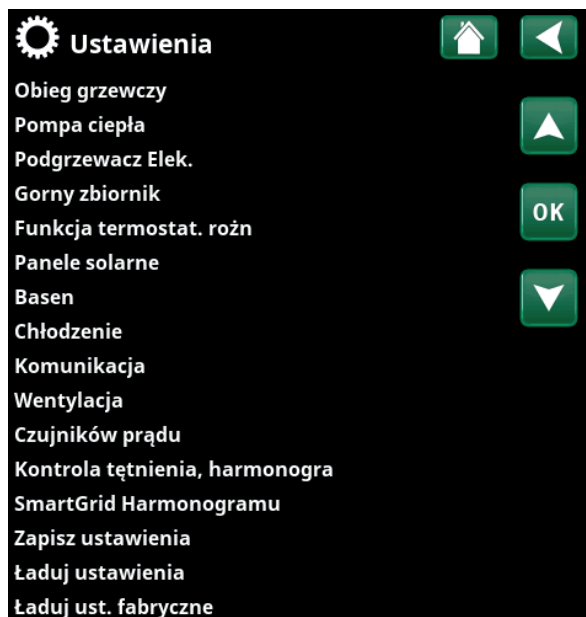 Ustawienia
Obieg grzewczy
Pompa ciepła
Podgrzewacz Elek.
Gorny zbiornik
Funkcja termostat. rożn
OK
Panele solarne
Basen
Chłodzenie
Komunikacja
Wentylacja
Czujników prądu
Kontrola tętnienia, harmonogra
SmartGrid Harmonogramu
Zapisz ustawienia
Ładuj ustawienia
Ładuj ust. fabryczne